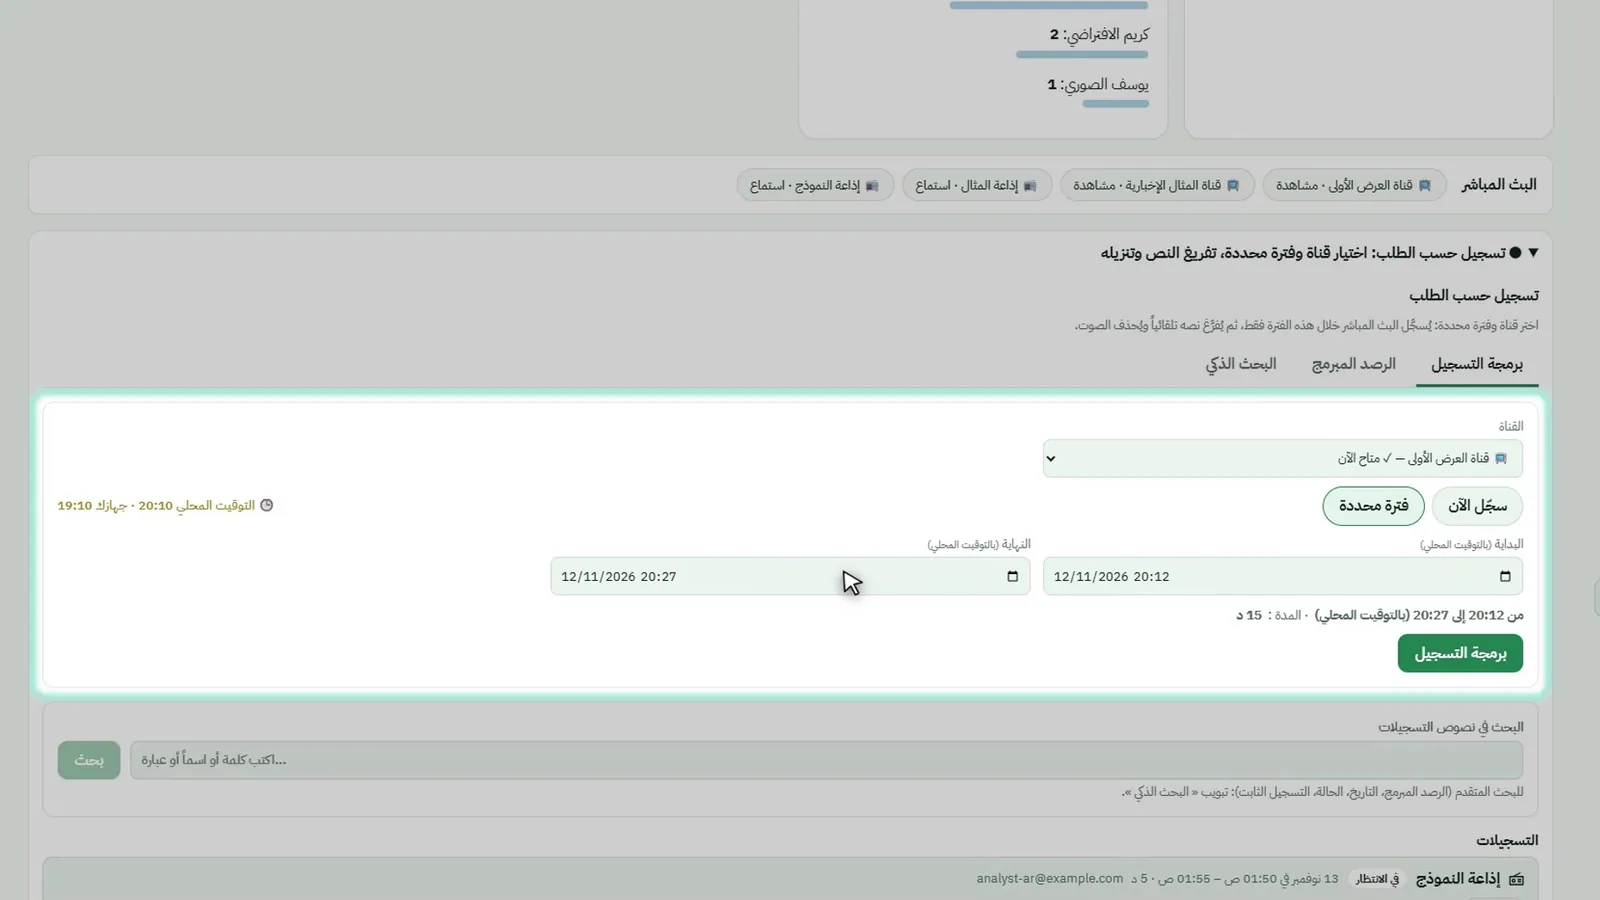 كريم الافتراضي: 2
يوسف الصوري: 1
البث المباشر
قناة العرض الأولى · مشاهدة
قناة المثال الإخبارية · مشاهدة
إذاعة المثال · استماع
إذاعة النموذج · استماع
▼ ● تسجيل حسب الطلب: اختيار قناة وفترة محددة، تفريغ النص وتنزيله
تسجيل حسب الطلب
اختر قناة وفترة محددة: يُسجَّل البث المباشر خلال هذه الفترة فقط، ثم يُفرَّغ نصه تلقائياً ويُحذف الصوت.
برمجة التسجيل
الرصد المبرمج
البحث الذكي
القناة
قناة العرض الأولى — ✓ متاح الآن
سجّل الآن
فترة محددة
التوقيت المحلي 20:10 · جهازك 19:10
البداية (بالتوقيت المحلي)
النهاية (بالتوقيت المحلي)
12/11/2026 20:12
12/11/2026 20:27
من 20:12 إلى 20:27 (بالتوقيت المحلي) · المدة : 15 د
برمجة التسجيل
البحث في نصوص التسجيلات
اكتب كلمة أو اسماً أو عبارة...
بحث
للبحث المتقدم (الرصد المبرمج، التاريخ، الحالة، التسجيل الثابت): تبويب « البحث الذكي ».
التسجيلات
إذاعة النموذج
في الانتظار
13 نوفمبر في 01:50 ص – 01:55 ص · 5 د
analyst-ar@example.com